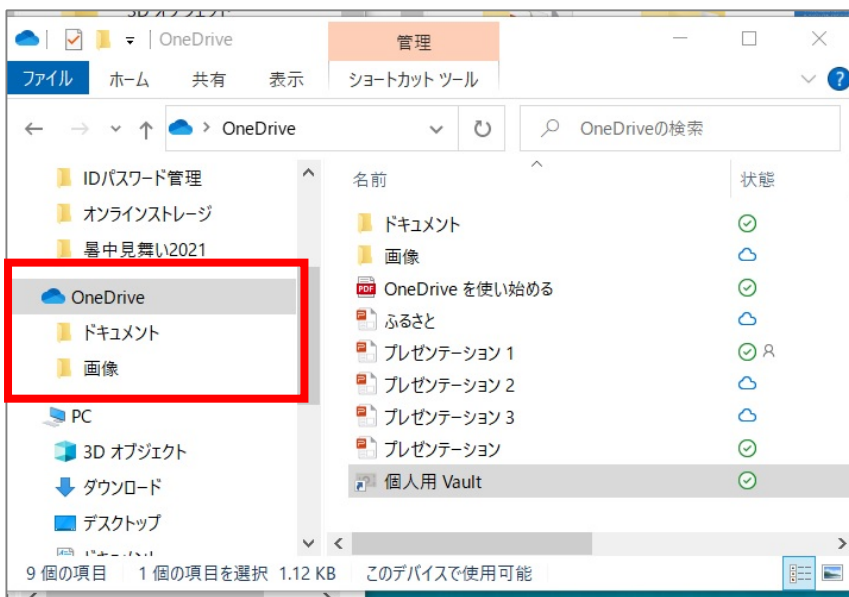 3D オブジェクト
OneDrive
管理
ファイル ホーム 共有 表示 ショートカット ツール
OneDrive
OneDriveの検索
IDパスワード管理
オンラインストレージ
暑中見舞い2021
OneDrive
ドキュメント
画像
PC
3D オブジェクト
ダウンロード
デスクトップ
名前 状態
ドキュメント
画像
PDF OneDrive を使い始める
ふるさと
プレゼンテーション 1
プレゼンテーション 2
プレゼンテーション 3
プレゼンテーション
個人用 Vault
9 個の項目 1 個の項目を選択 1.12 KB このデバイスで使用可能